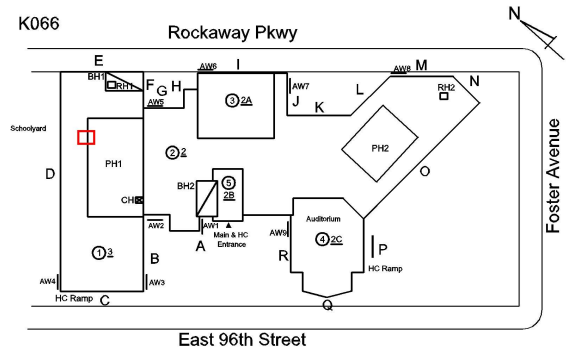 K066
Rockaway Pkwy
N
E
BH1
RH1
F
G
H
AW5
AW6
I
AW7
J
K
L
AW8
M
N
RH2
3 2A
Schoolyard
D
PH1
2 2
PH2
O
BH2
5
2B
CH
AW2
AW1
A
Main & HC
Entrance
Auditorium
AW9
4 2C
P
HC Ramp
R
Q
1 3
B
AW4
AW3
HC Ramp
C
East 96th Street
Foster Avenue